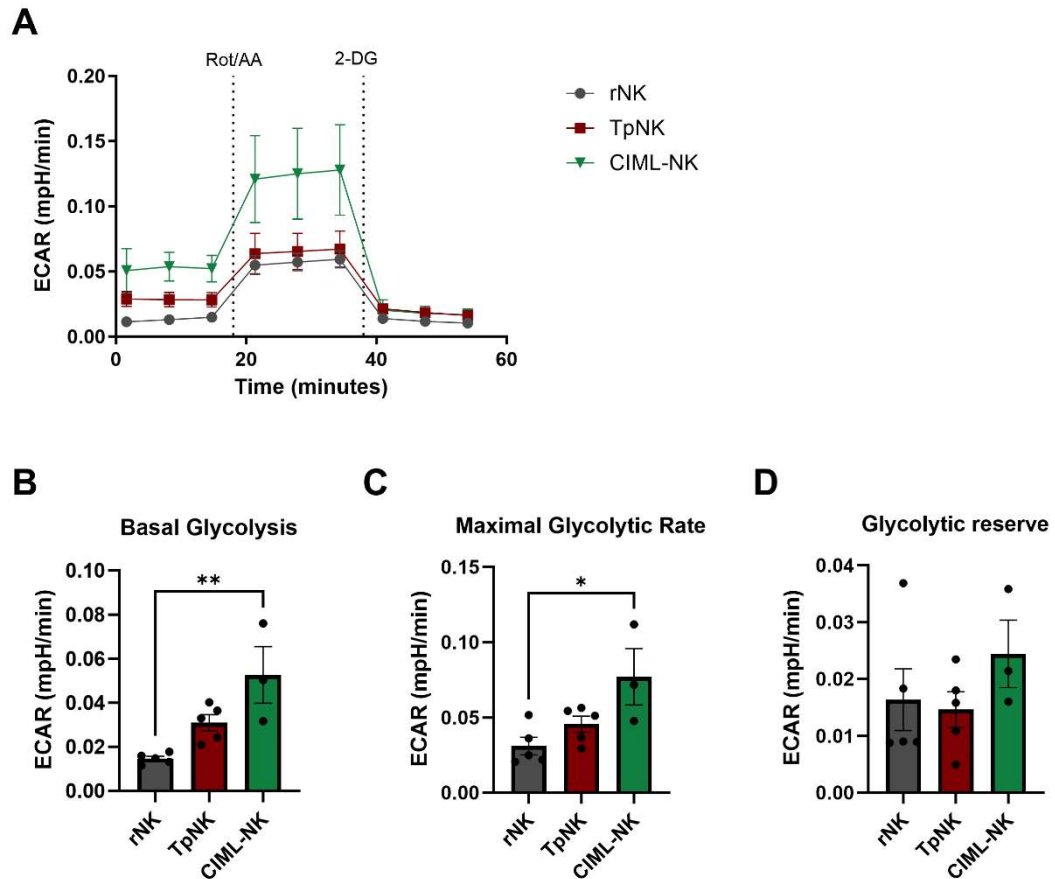 A
Rot/AA 2-DG
0.20
0.15
0.10
0.05
0.00
ECAR (mpH/min)
0 20 40 60
Time (minutes)
rNK
TpNK
CIML-NK
B
Basal Glycolysis
**
0.10
0.08
0.06
0.04
0.02
0.00
ECAR (mpH/min)
rNK TpNK CIML-NK
C
Maximal Glycolytic Rate
*
0.15
0.10
0.05
0.00
ECAR (mpH/min)
rNK TpNK CIML-NK
D
Glycolytic reserve
0.04
0.03
0.02
0.01
0.00
ECAR (mpH/min)
rNK TpNK CIML-NK